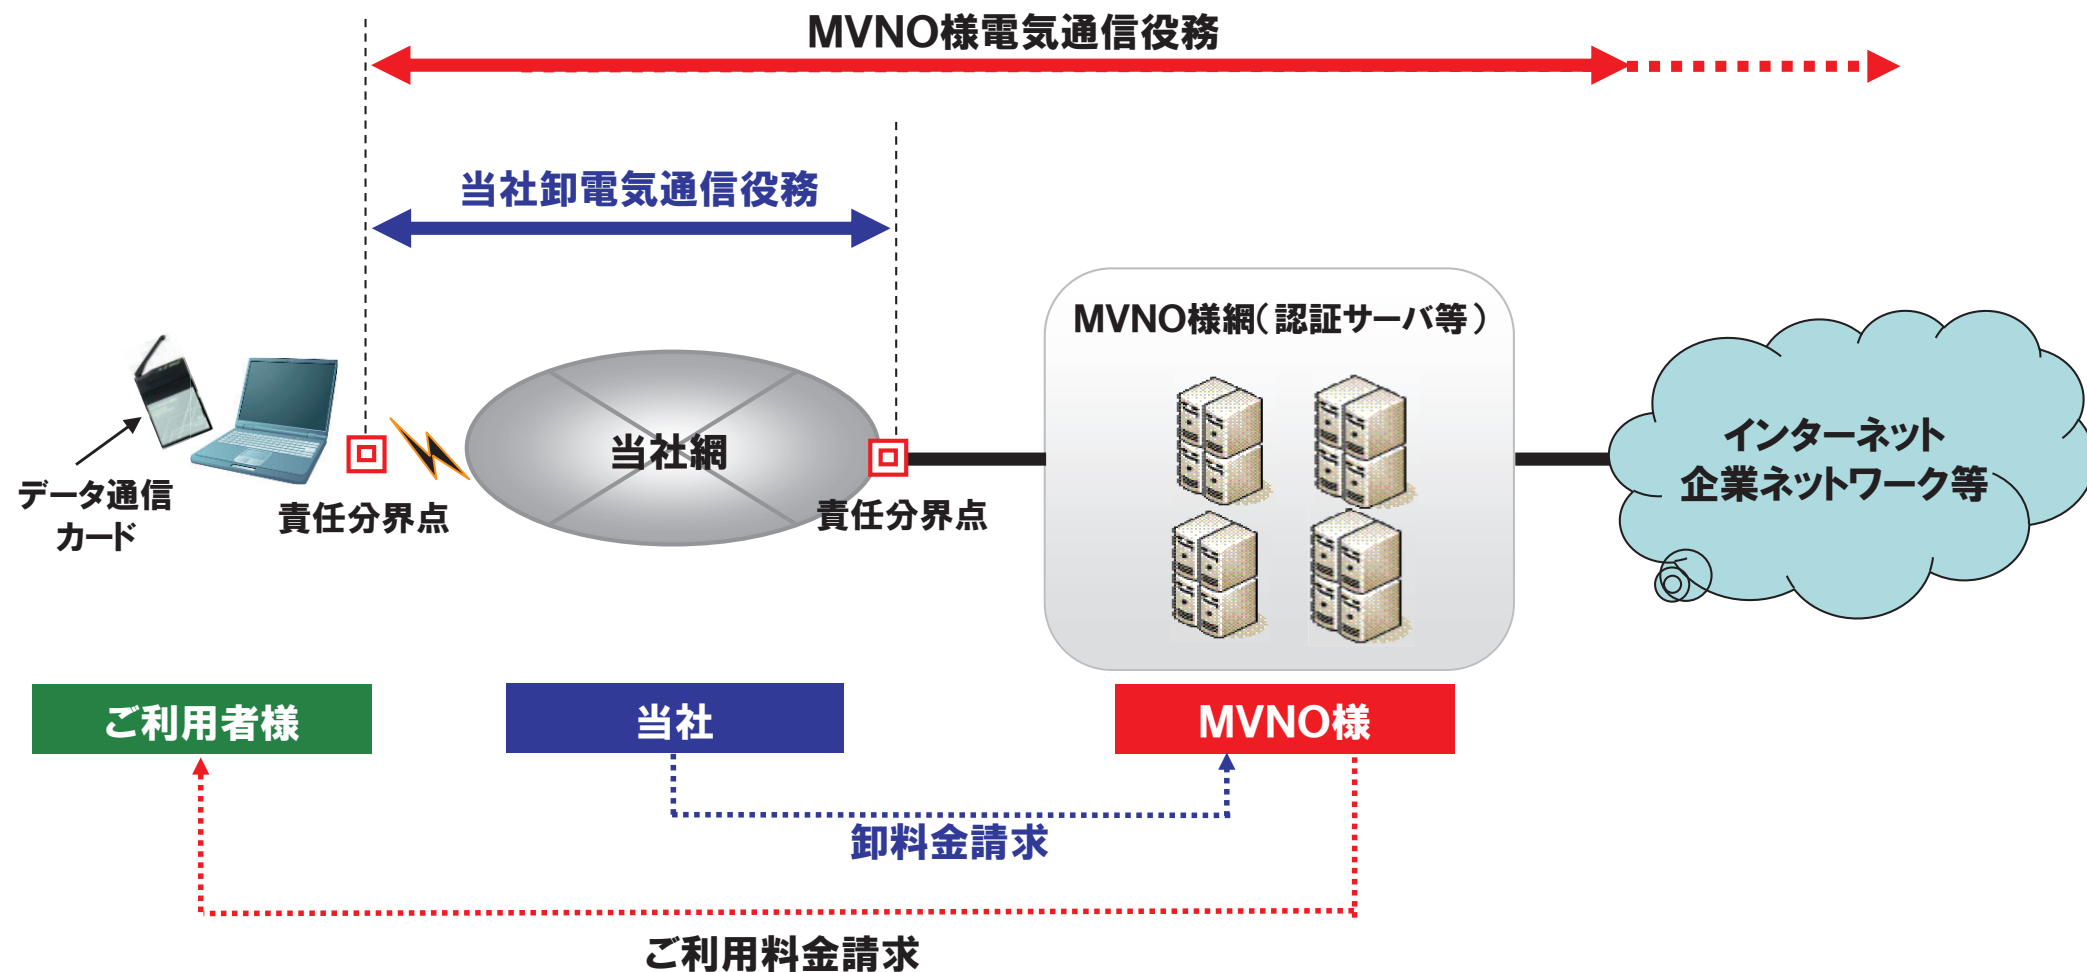 MVNO様電気通信役務
当社卸電気通信役務
MVNO様網(認証サーバ等)
当社網
インターネット
企業ネットワーク等
データ通信
カード
責任分界点
責任分界点
ご利用者様
当社
MVNO様
卸料金請求
ご利用料金請求